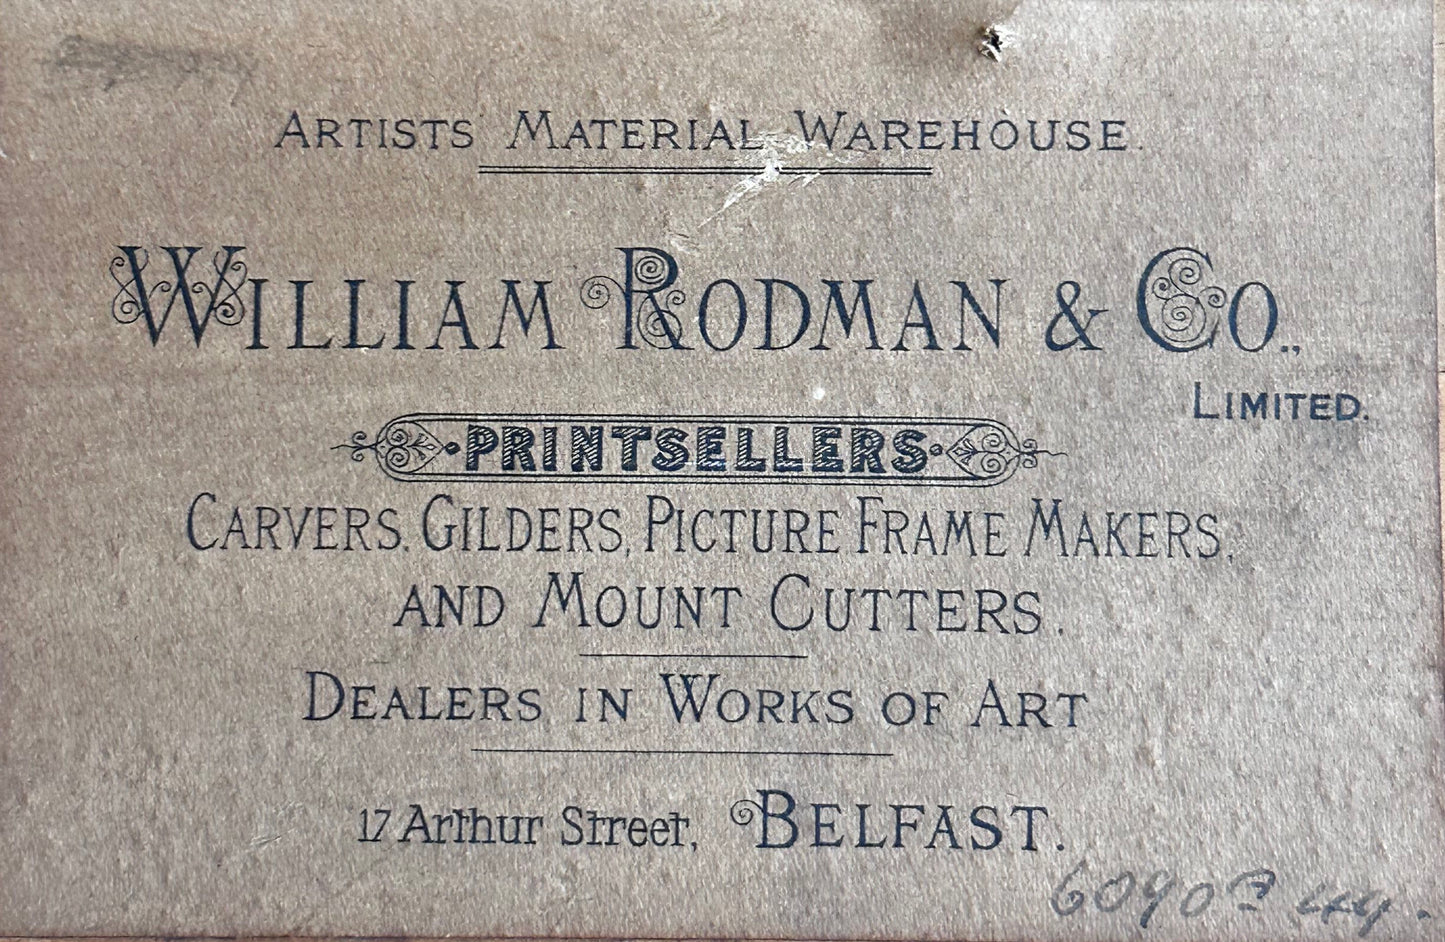 ARTISTS' MATERIAL WAREHOUSE.
WILLIAM RODMAN & CO.,
LIMITED.
PRINTSELLERS
CARVERS, GILDERS, PICTURE FRAME MAKERS,
AND MOUNT CUTTERS.
DEALERS IN WORKS OF ART
17 Arthur Street, BELFAST.